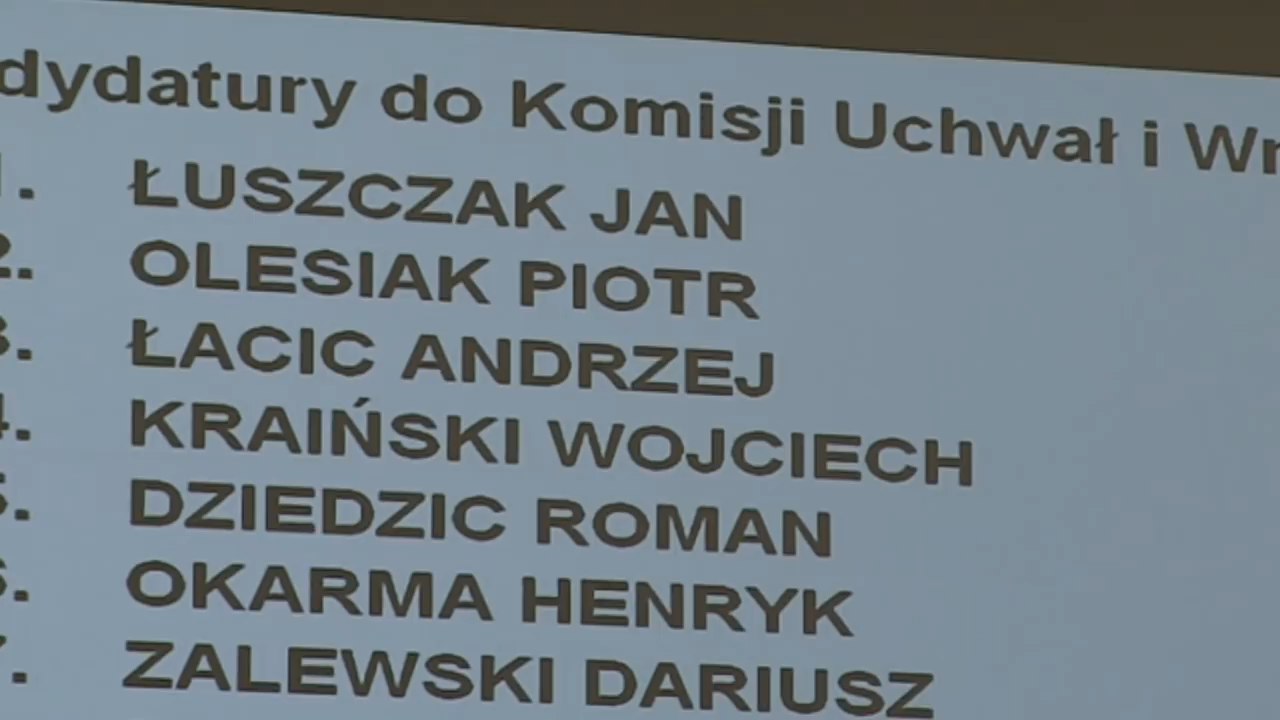 dydatury do Komisji Uchwał i Wn
1. ŁUSZCZAK JAN
2. OLESIAK PIOTR
3. ŁACIC ANDRZEJ
4. KRAIŃSKI WOJCIECH
5. DZIEDZIC ROMAN
6. OKARMA HENRYK
7. ZALEWSKI DARIUSZ